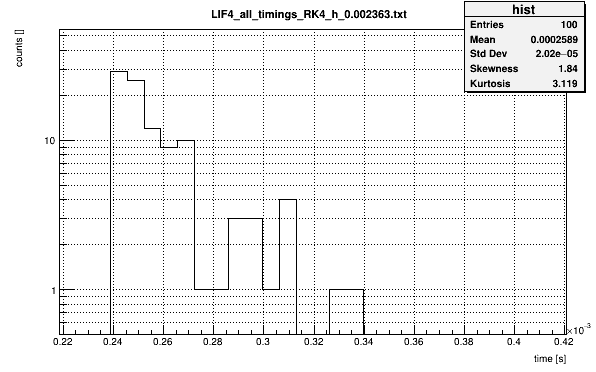 LIF4_all_timings_RK4_h_0.002363.txt
hist
Entries 100
Mean 0.0002589
Std Dev 2.02e−05
Skewness 1.84
Kurtosis 3.119
counts []
10
1
0.22 0.24 0.26 0.28 0.3 0.32 0.34 0.36 0.38 0.4 0.42
×10⁻³
time [s]